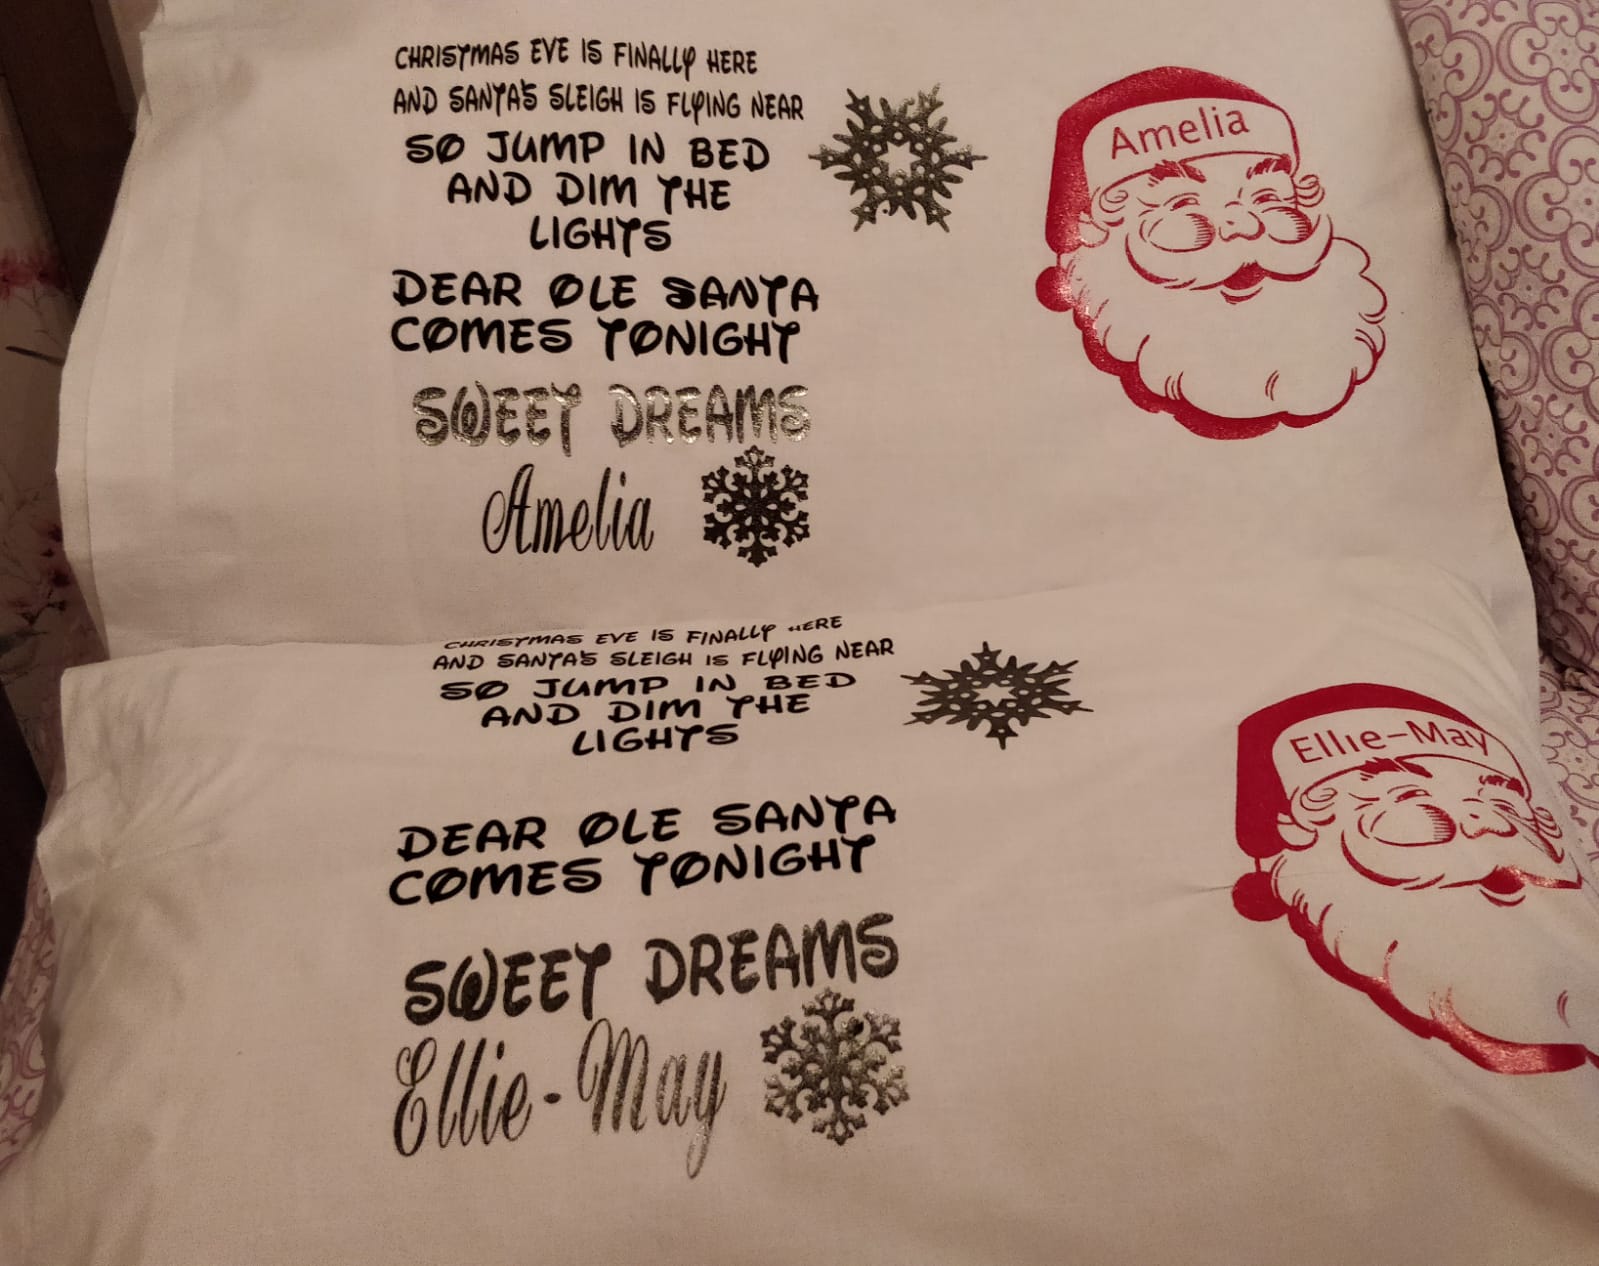 CHRISTMAS EVE IS FINALLY HERE
AND SANTA'S SLEIGH IS FLYING NEAR
SO JUMP IN BED
AND DIM THE
LIGHTS
DEAR OLE SANTA
COMES TONIGHT
SWEET DREAMS
Amelia
Amelia
CHRISTMAS EVE IS FINALLY HERE
AND SANTA'S SLEIGH IS FLYING NEAR
SO JUMP IN BED
AND DIM THE
LIGHTS
DEAR OLE SANTA
COMES TONIGHT
SWEET DREAMS
Ellie-May
Ellie-May